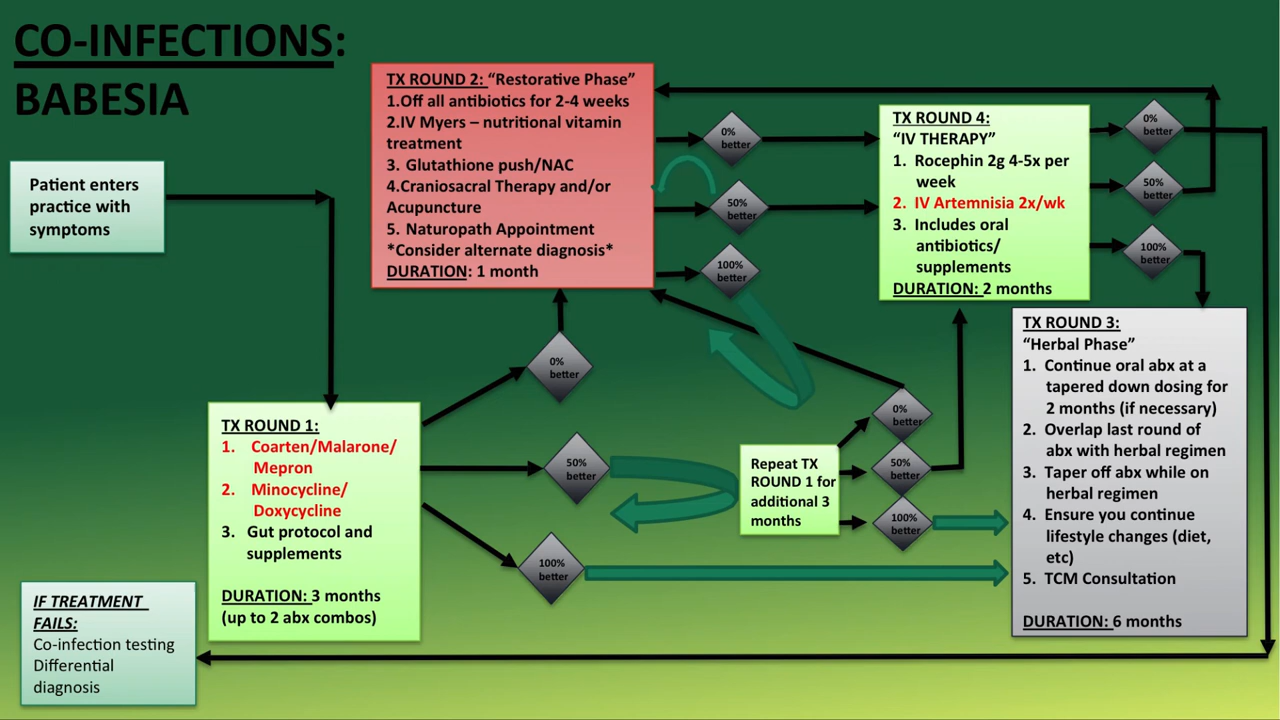 CO-INFECTIONS:
BABESIA
Patient enters
practice with
symptoms
TX ROUND 2: “Restorative Phase”
1.Off all antibiotics for 2-4 weeks
2.IV Myers – nutritional vitamin
treatment
3. Glutathione push/NAC
4.Craniosacral Therapy and/or
Acupuncture
5. Naturopath Appointment
*Consider alternate diagnosis*
DURATION: 1 month
0%
better
50%
better
100%
better
TX ROUND 4:
“IV THERAPY”
1. Rocephin 2g 4-5x per
week
2. IV Artemnisia 2x/wk
3. Includes oral
antibiotics/
supplements
DURATION: 2 months
0%
better
50%
better
100%
better
TX ROUND 1:
1. Coarten/Malarone/
Mepron
2. Minocycline/
Doxycycline
3. Gut protocol and
supplements
DURATION: 3 months
(up to 2 abx combos)
0%
better
50%
better
100%
better
Repeat TX
ROUND 1 for
additional 3
months
0%
better
50%
better
100%
better
TX ROUND 3:
“Herbal Phase”
1. Continue oral abx at a
tapered down dosing for
2 months (if necessary)
2. Overlap last round of
abx with herbal regimen
3. Taper off abx while on
herbal regimen
4. Ensure you continue
lifestyle changes (diet,
etc)
5. TCM Consultation
DURATION: 6 months
IF TREATMENT
FAILS:
Co-infection testing
Differential
diagnosis